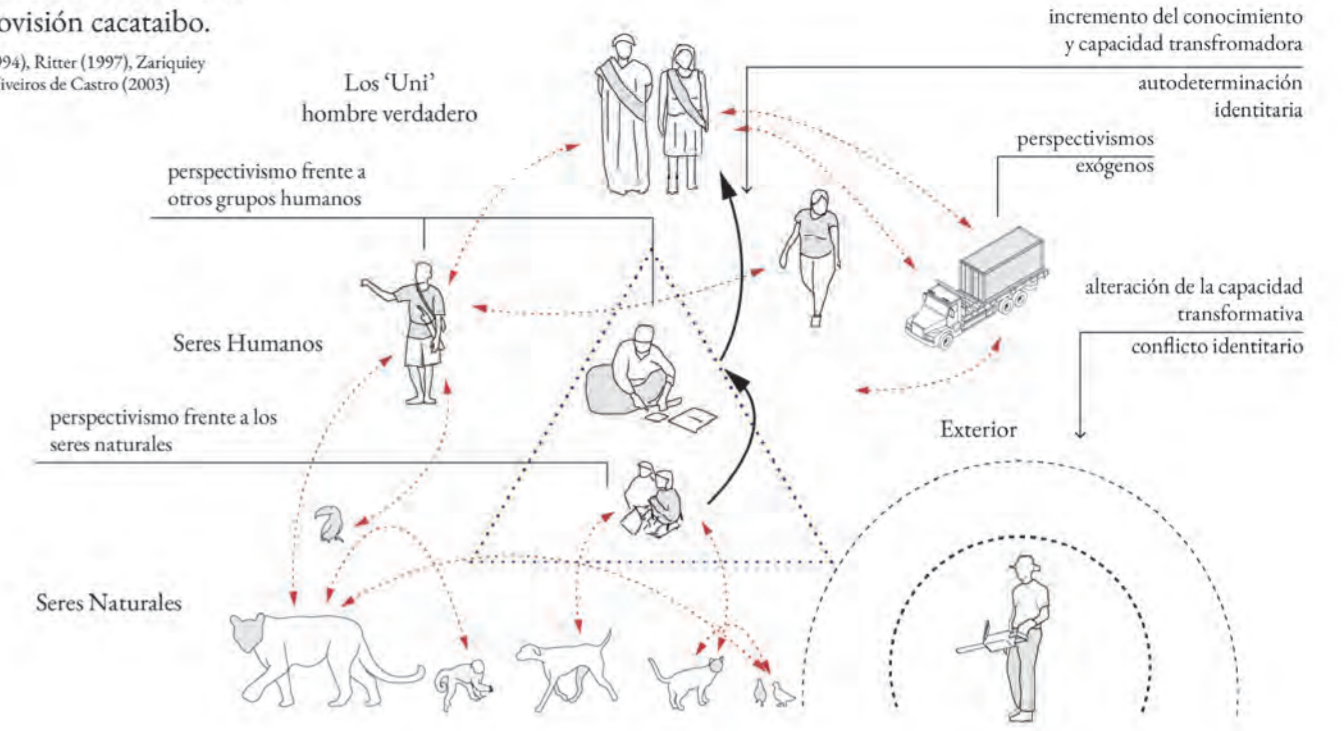 ovisión cacataibo.
994), Ritter (1997), Zariquiey
iveiros de Castro (2003)
Los ‘Uni’
hombre verdadero
incremento del conocimiento
y capacidad transfromadora
autodeterminación
identitaria
perspectivismos
exógenos
perspectivismo frente a
otros grupos humanos
alteración de la capacidad
transformativa
conflicto identitario
Seres Humanos
perspectivismo frente a los
seres naturales
Exterior
Seres Naturales